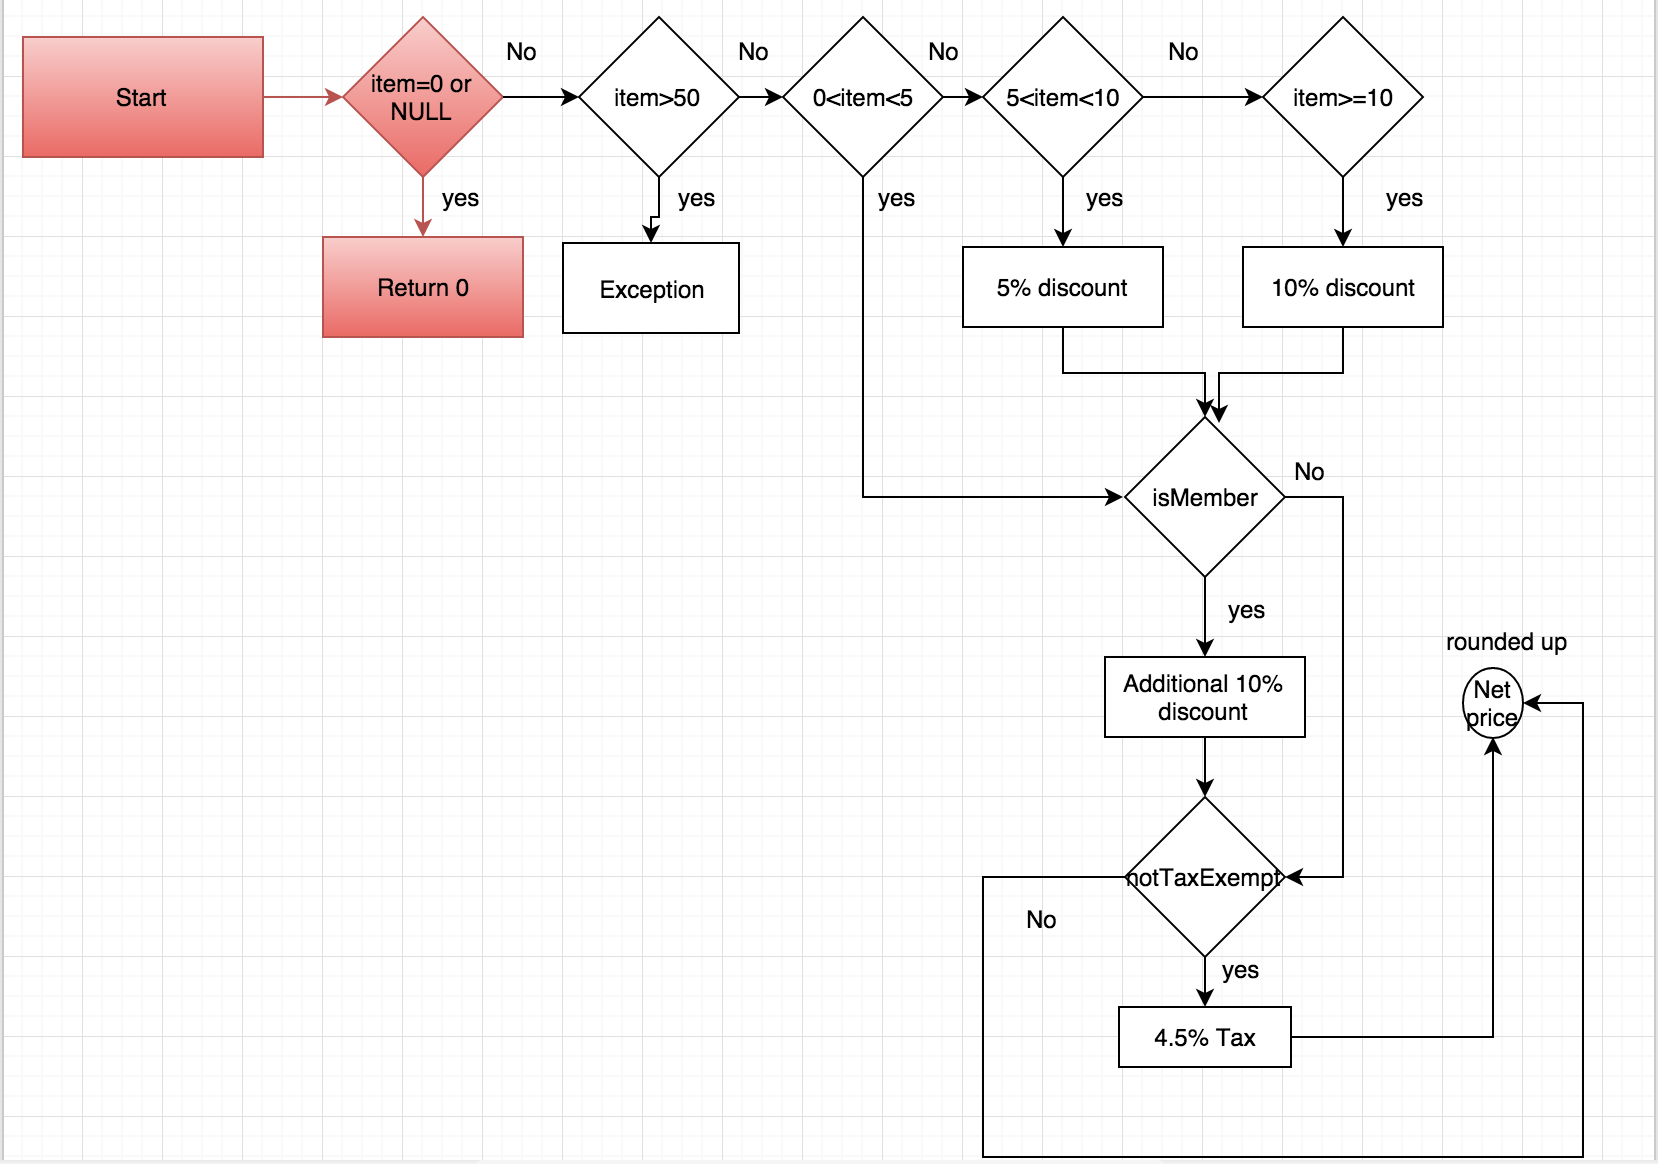 No
No
No
No
Start
item=0 or
NULL
item>50
0<item<5
5<item<10
item>=10
yes
yes
yes
yes
yes
Return 0
Exception
5% discount
10% discount
No
isMember
yes
rounded up
Additional 10%
discount
Net
price
notTaxExempt
No
yes
4.5% Tax